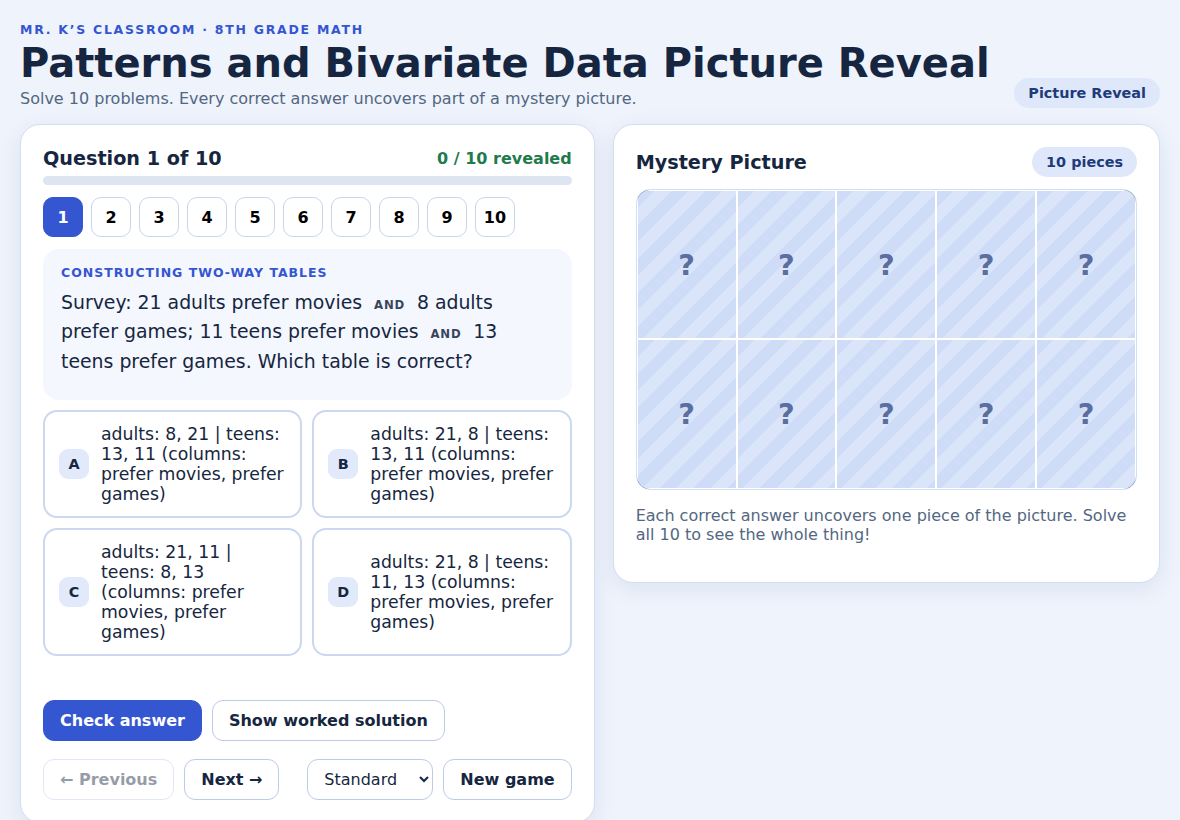 MR. K’S CLASSROOM · 8TH GRADE MATH
Patterns and Bivariate Data Picture Reveal
Solve 10 problems. Every correct answer uncovers part of a mystery picture.
Picture Reveal
Question 1 of 10
0 / 10 revealed
1 2 3 4 5 6 7 8 9 10
CONSTRUCTING TWO-WAY TABLES
Survey: 21 adults prefer movies AND 8 adults
prefer games; 11 teens prefer movies AND 13
teens prefer games. Which table is correct?
A
adults: 8, 21 | teens:
13, 11 (columns:
prefer movies, prefer
games)
B
adults: 21, 8 | teens:
13, 11 (columns:
prefer movies, prefer
games)
C
adults: 21, 11 |
teens: 8, 13
(columns: prefer
movies, prefer
games)
D
adults: 21, 8 | teens:
11, 13 (columns:
prefer movies, prefer
games)
Check answer
Show worked solution
← Previous
Next →
Standard
New game
Mystery Picture
10 pieces
? ? ? ? ?
? ? ? ? ?
Each correct answer uncovers one piece of the picture. Solve
all 10 to see the whole thing!